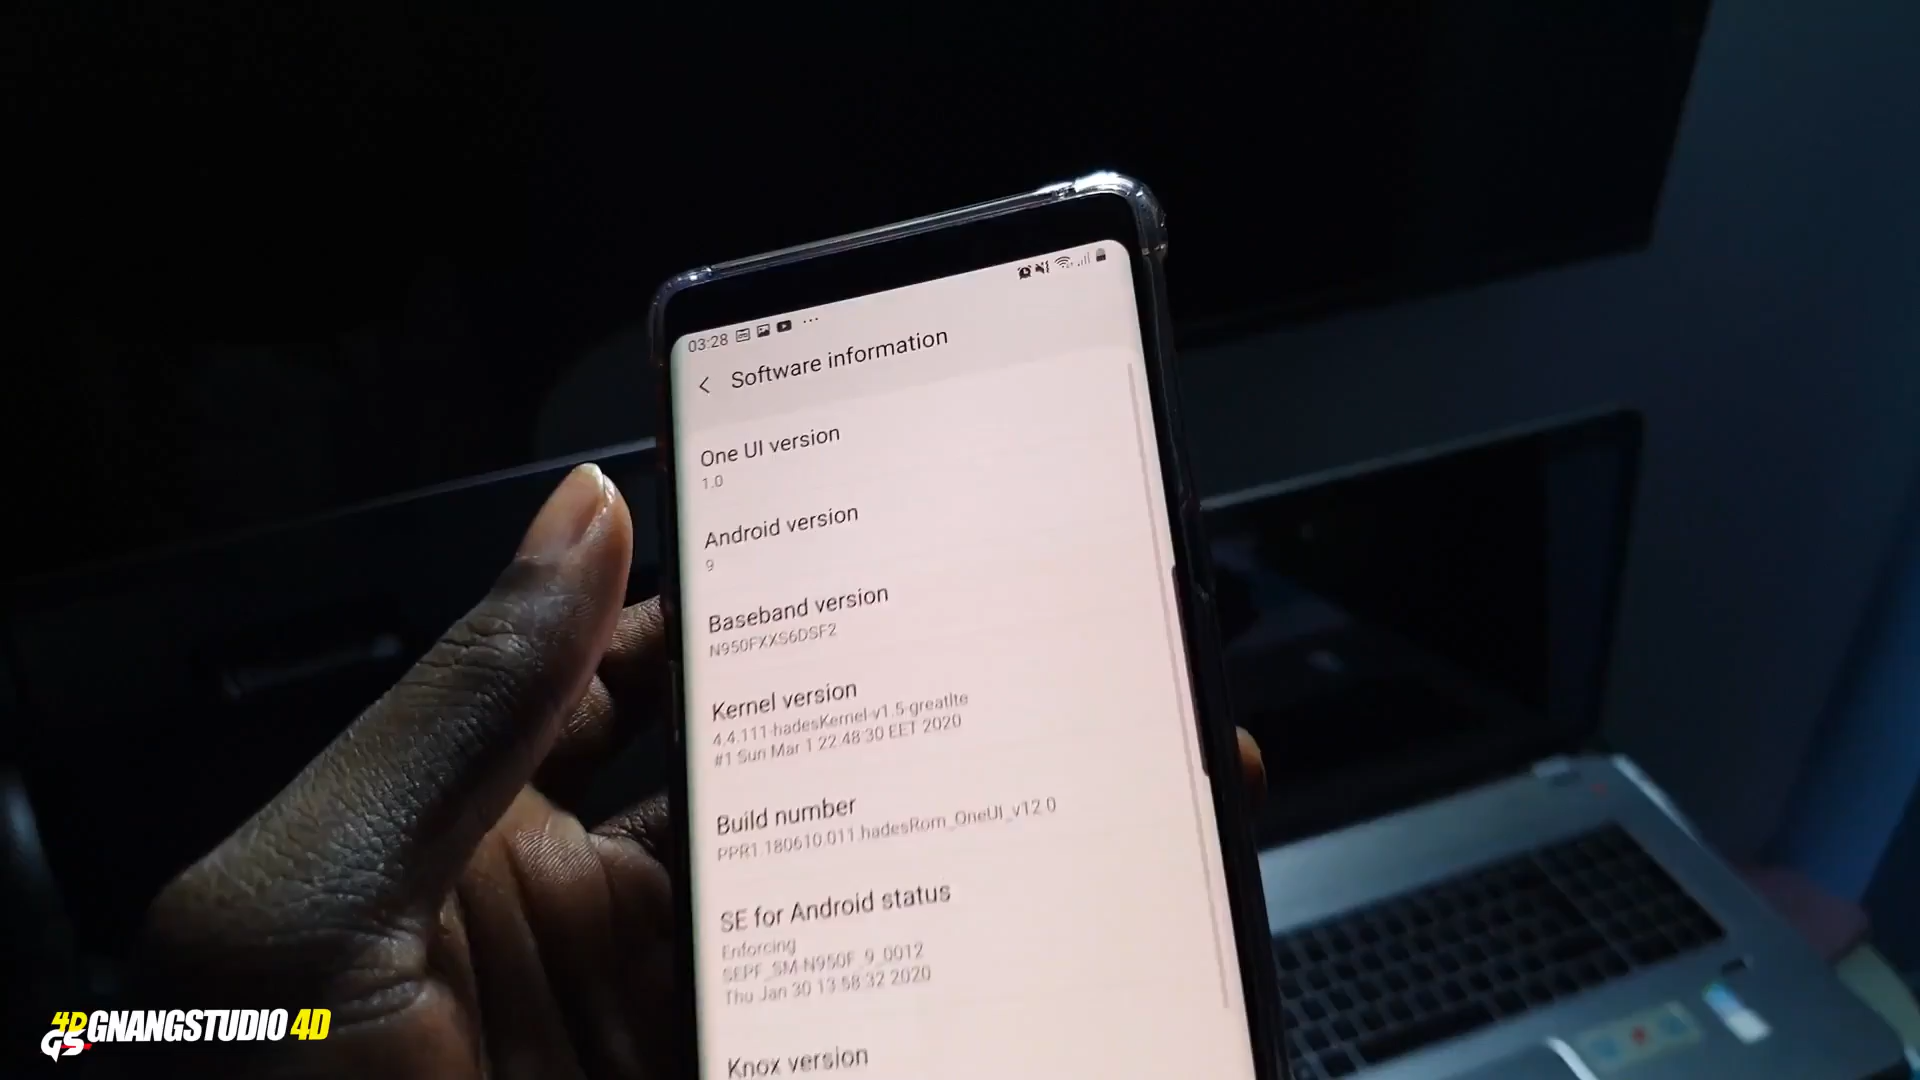 03:28
Software information
One UI version
1.0
Android version
9
Baseband version
N950FXXS6DSF2
Kernel version
4.4.111-hadesKernel-v1.5-greatlte
#1 Sun Mar 1 22:48:30 EET 2020
Build number
PPR1.180610.011.hadesRom_OneUI_v12.0
SE for Android status
Enforcing
SEPF_SM-N950F_9_0012
Thu Jan 30 13:58:32 2020
Knox version
4D
GS
GNANGSTUDIO 4D